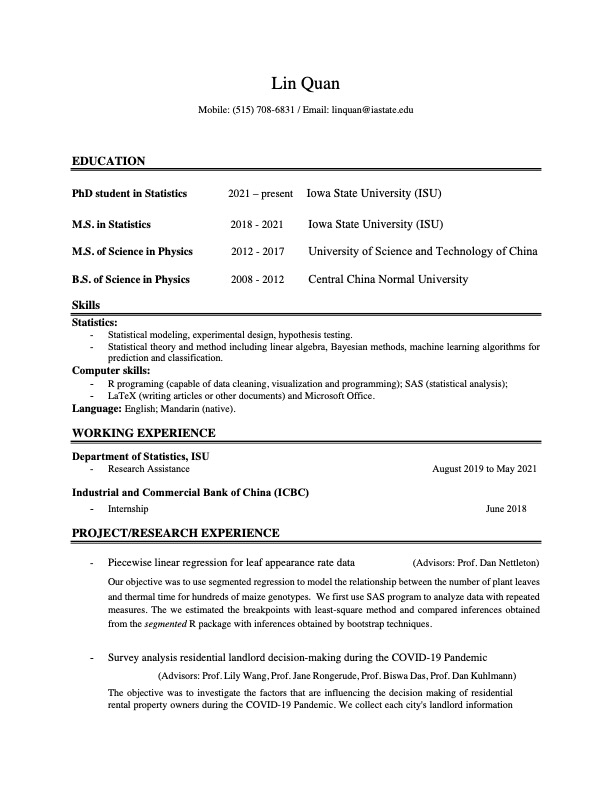 Lin Quan
Mobile: (515) 708-6831 / Email: linquan@iastate.edu
EDUCATION
PhD student in Statistics 2021 – present Iowa State University (ISU)
M.S. in Statistics 2018 - 2021 Iowa State University (ISU)
M.S. of Science in Physics 2012 - 2017 University of Science and Technology of China
B.S. of Science in Physics 2008 - 2012 Central China Normal University
Skills
Statistics:
- Statistical modeling, experimental design, hypothesis testing.
- Statistical theory and method including linear algebra, Bayesian methods, machine learning algorithms for
prediction and classification.
Computer skills:
- R programing (capable of data cleaning, visualization and programming); SAS (statistical analysis);
- LaTeX (writing articles or other documents) and Microsoft Office.
Language: English; Mandarin (native).
WORKING EXPERIENCE
Department of Statistics, ISU
- Research Assistance August 2019 to May 2021
Industrial and Commercial Bank of China (ICBC)
- Internship June 2018
PROJECT/RESEARCH EXPERIENCE
- Piecewise linear regression for leaf appearance rate data (Advisors: Prof. Dan Nettleton)
Our objective was to use segmented regression to model the relationship between the number of plant leaves
and thermal time for hundreds of maize genotypes. We first use SAS program to analyze data with repeated
measures. The we estimated the breakpoints with least-square method and compared inferences obtained
from the segmented R package with inferences obtained by bootstrap techniques.
- Survey analysis residential landlord decision-making during the COVID-19 Pandemic
(Advisors: Prof. Lily Wang, Prof. Jane Rongerude, Prof. Biswa Das, Prof. Dan Kuhlmann)
The objective was to investigate the factors that are influencing the decision making of residential
rental property owners during the COVID-19 Pandemic. We collect each city's landlord information